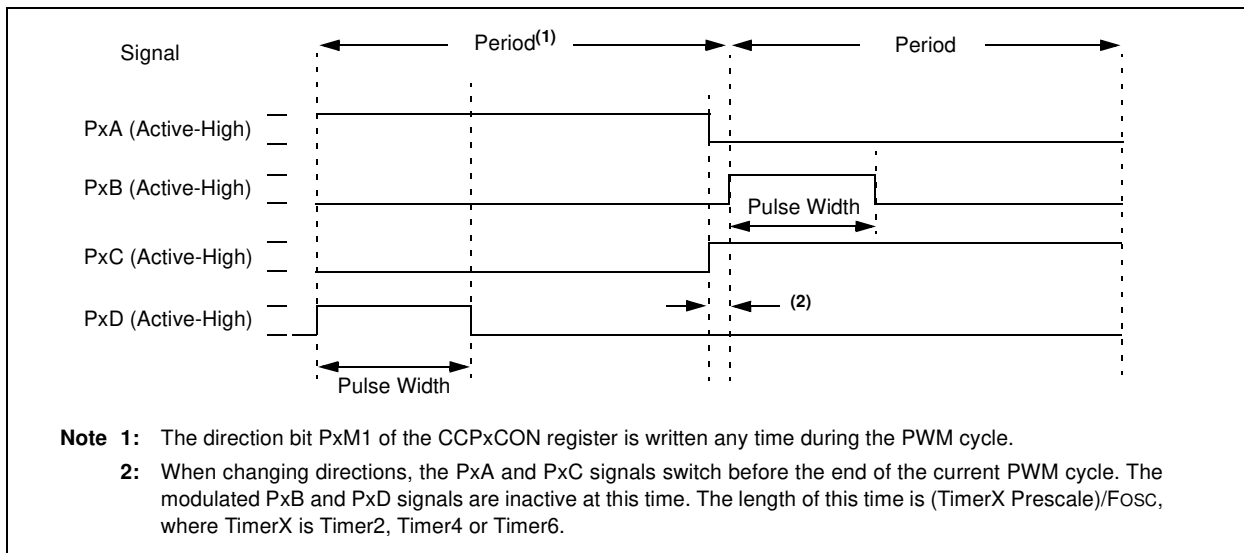 Signal
Period(1)
Period
PxA (Active-High)
PxB (Active-High)
Pulse Width
PxC (Active-High)
(2)
PxD (Active-High)
Pulse Width
Note 1: The direction bit PxM1 of the CCPxCON register is written any time during the PWM cycle.
2: When changing directions, the PxA and PxC signals switch before the end of the current PWM cycle. The
modulated PxB and PxD signals are inactive at this time. The length of this time is (TimerX Prescale)/FOSC,
where TimerX is Timer2, Timer4 or Timer6.